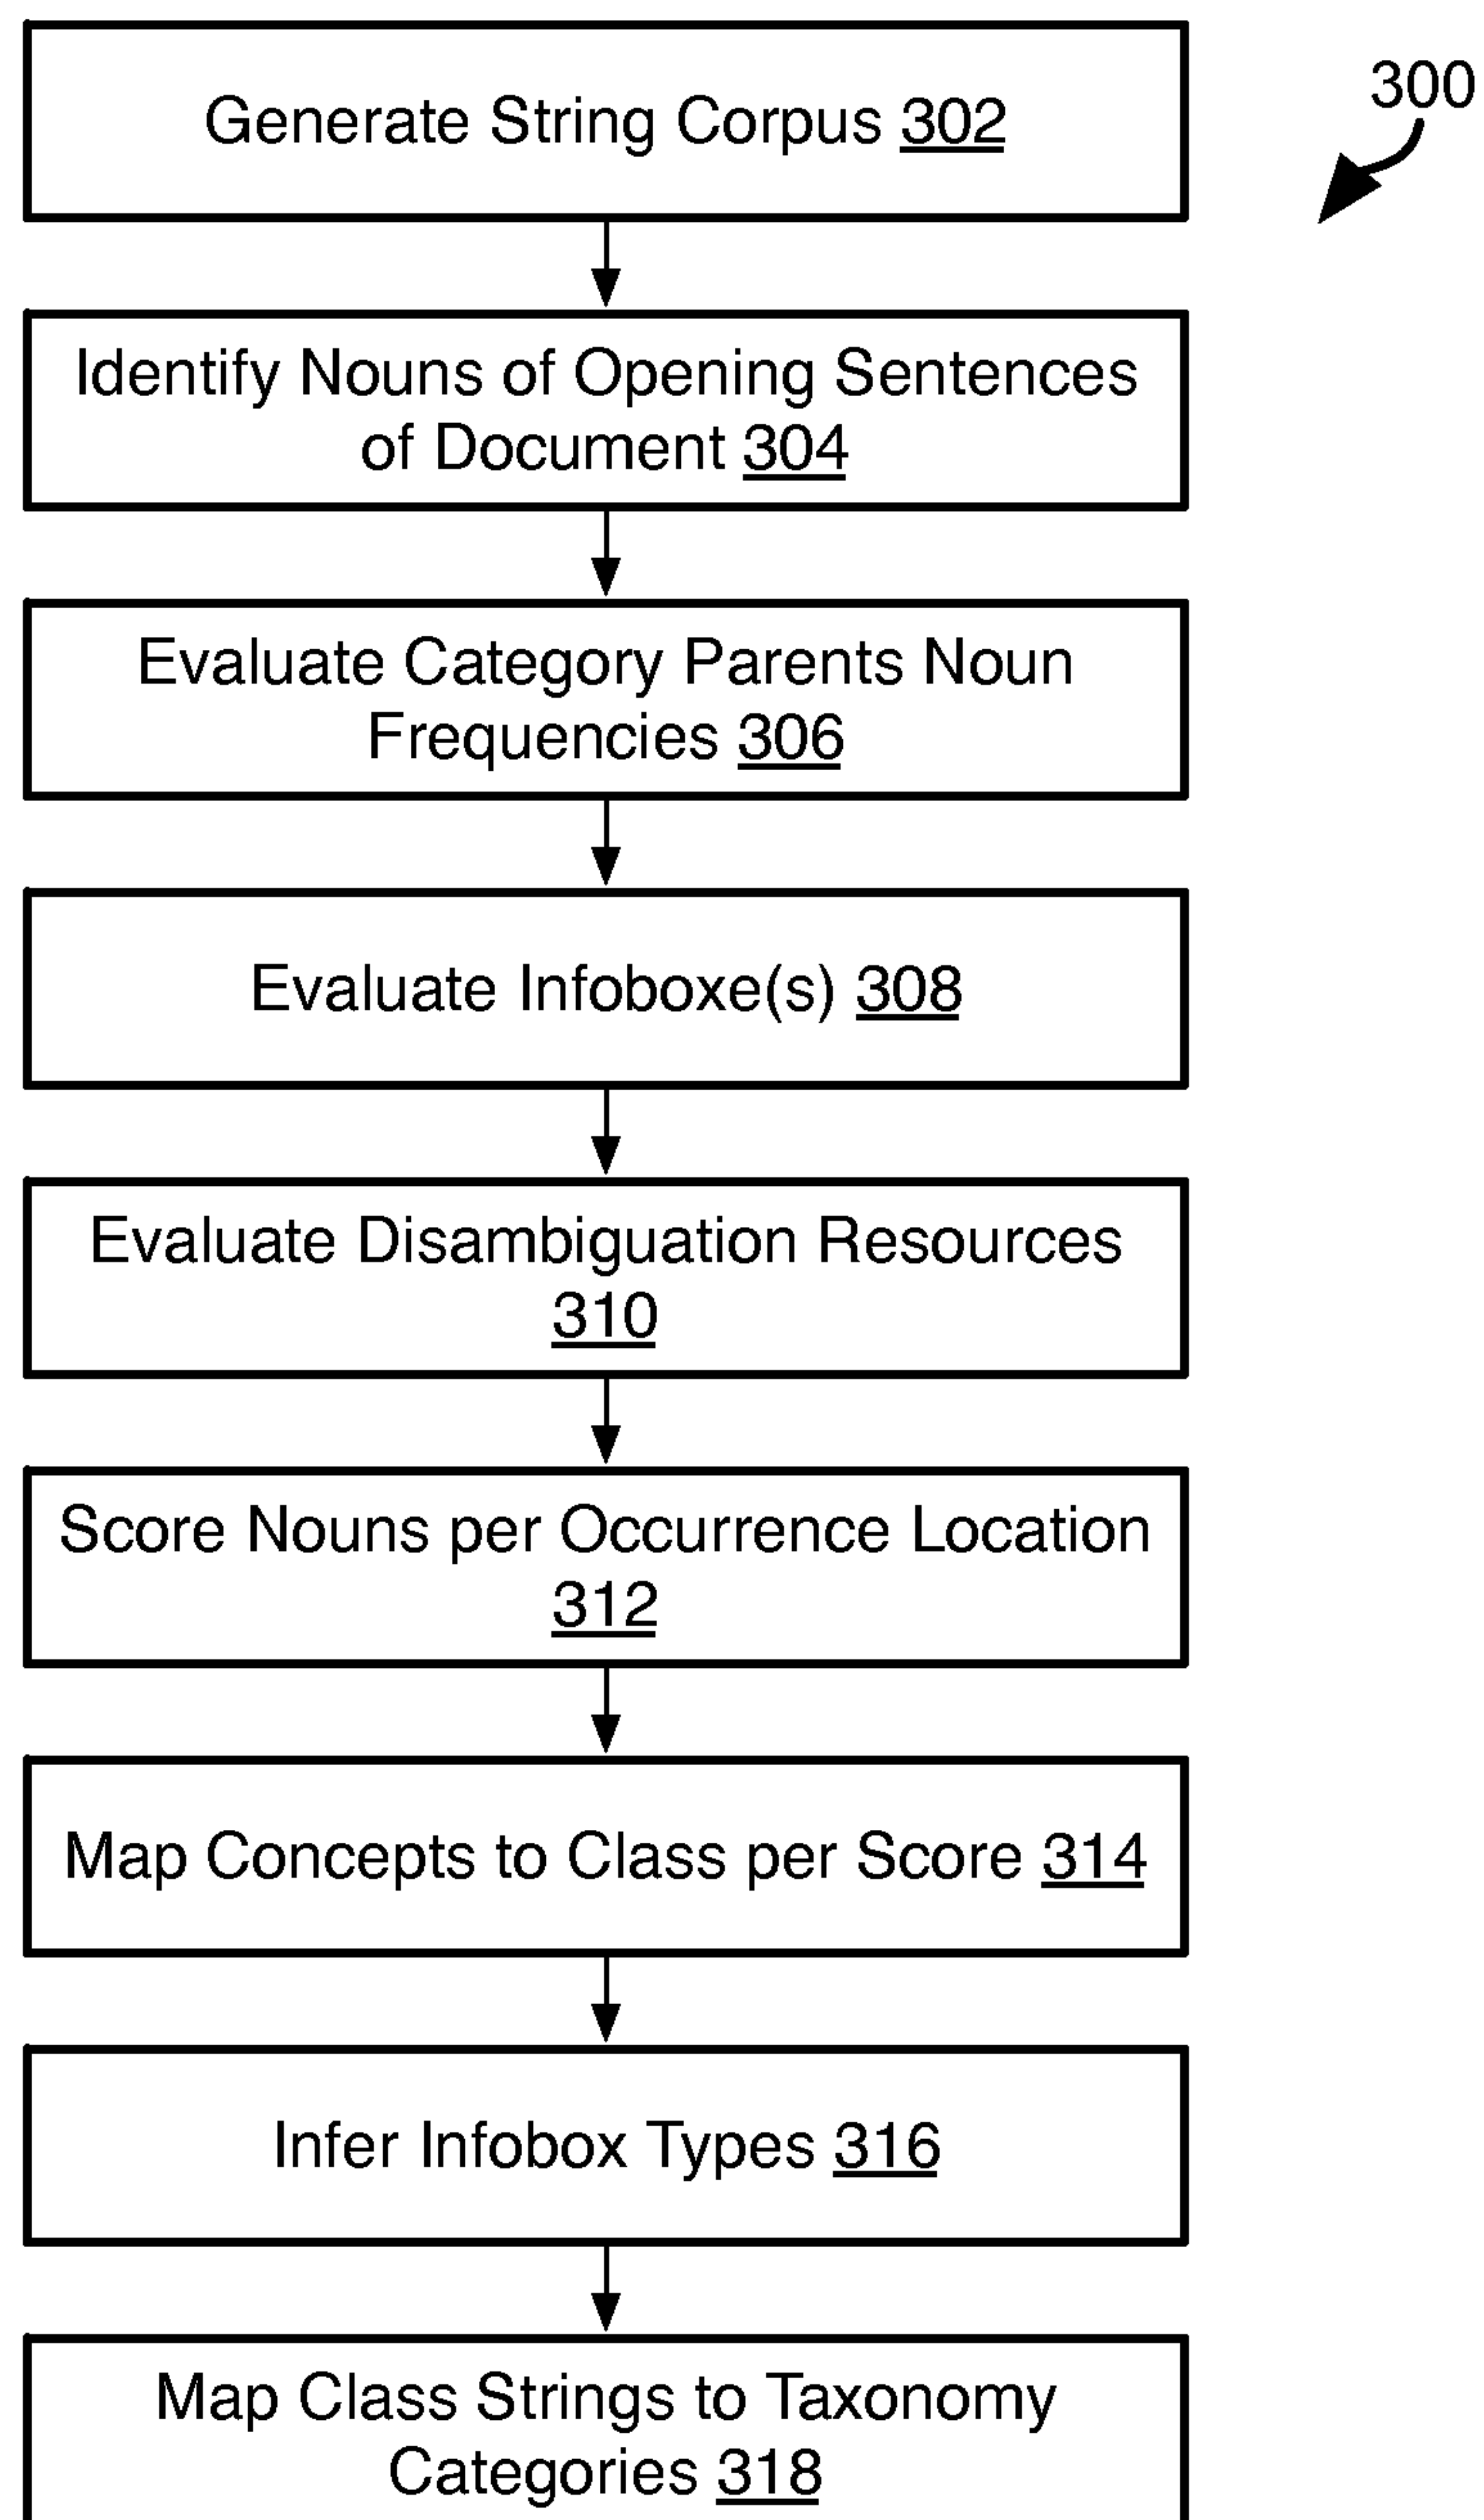 Generate String Corpus 302
300
Identify Nouns of Opening Sentences
of Document 304
Evaluate Category Parents Noun
Frequencies 306
Evaluate Infoboxe(s) 308
Evaluate Disambiguation Resources
310
Score Nouns per Occurrence Location
312
Map Concepts to Class per Score 314
Infer Infobox Types 316
Map Class Strings to Taxonomy
Categories 318